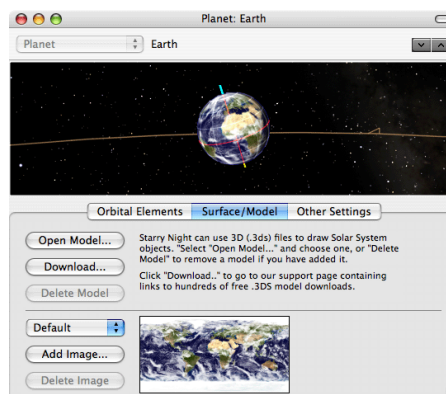 Planet: Earth
Planet Earth
Orbital Elements Surface/Model Other Settings
Open Model...
Starry Night can use 3D (.3ds) files to draw Solar System
objects. "Select "Open Model..." and choose one, or "Delete
Model" to remove a model if you have added it.
Download...
Click "Download.." to go to our support page containing
links to hundreds of free .3DS model downloads.
Delete Model
Default
Add Image...
Delete Image